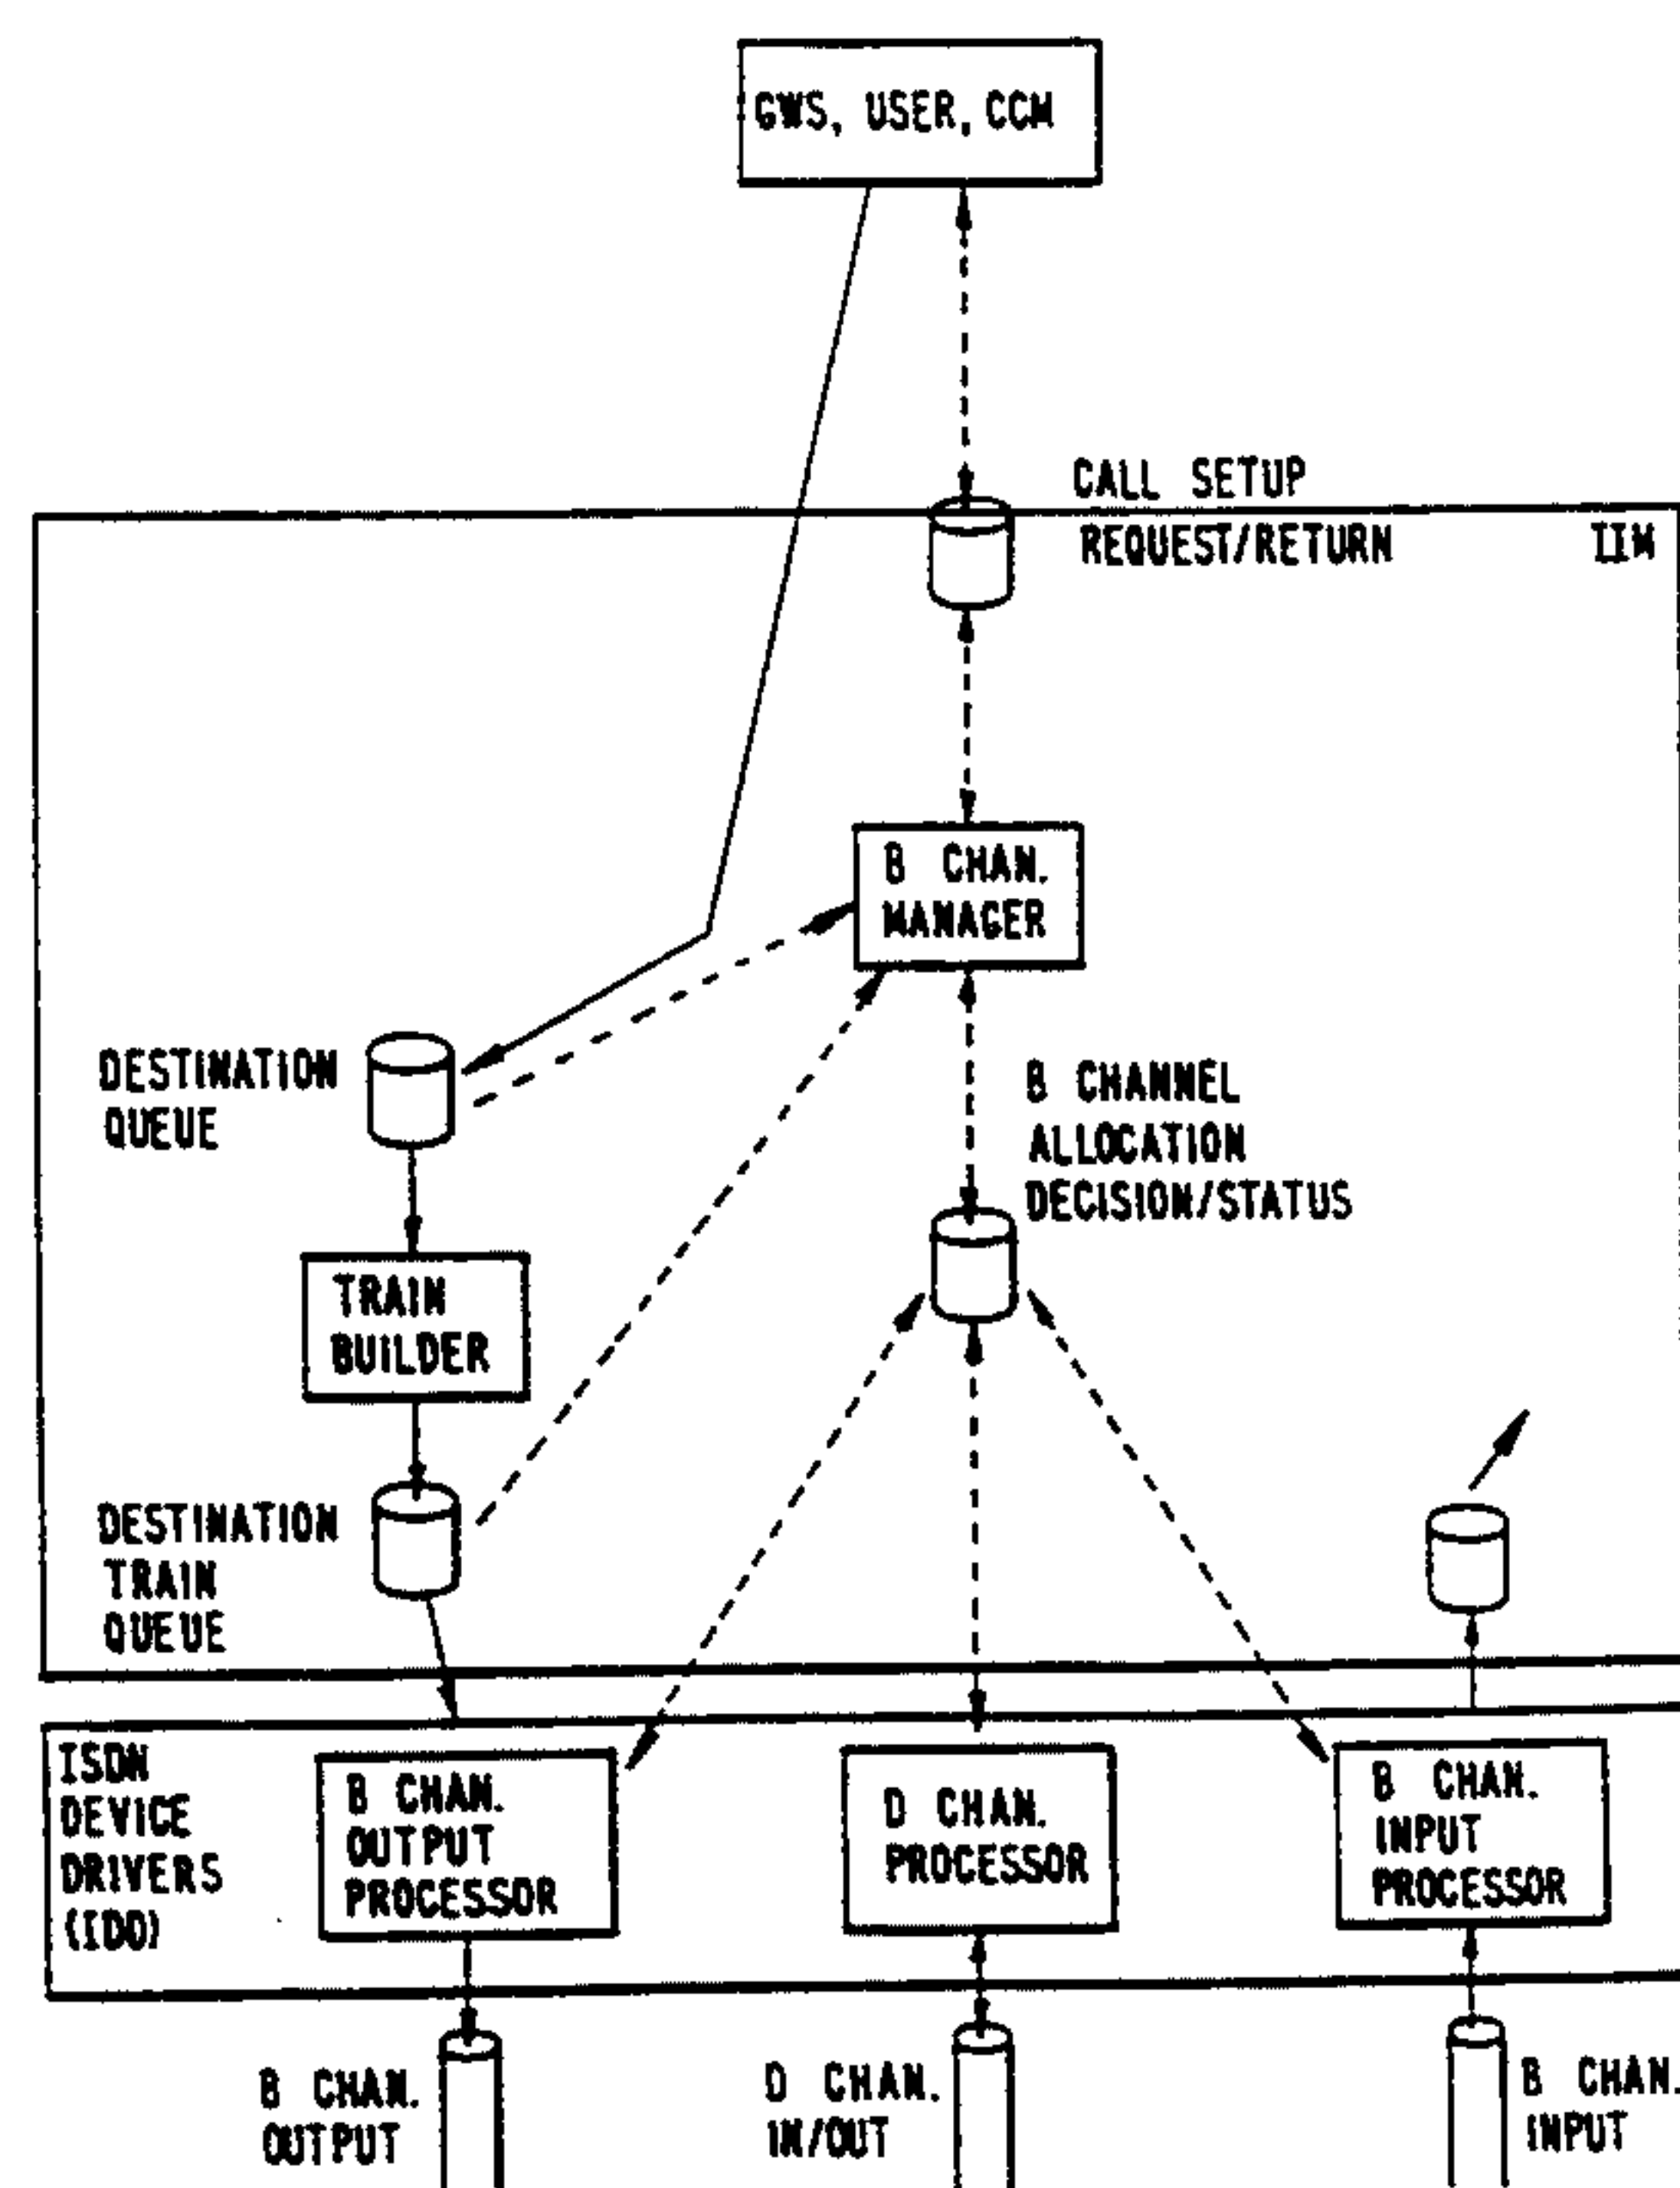 GWS, USER, CCM
CALL SETUP
REQUEST/RETURN
IIM
B CHAN.
MANAGER
DESTINATION
QUEUE
B CHANNEL
ALLOCATION
DECISION/STATUS
TRAIN
BUILDER
DESTINATION
TRAIN
QUEUE
ISDN
DEVICE
DRIVERS
(IDD)
B CHAN.
OUTPUT
PROCESSOR
D CHAN.
PROCESSOR
B CHAN.
INPUT
PROCESSOR
B CHAN.
OUTPUT
D CHAN.
IN/OUT
B CHAN.
INPUT